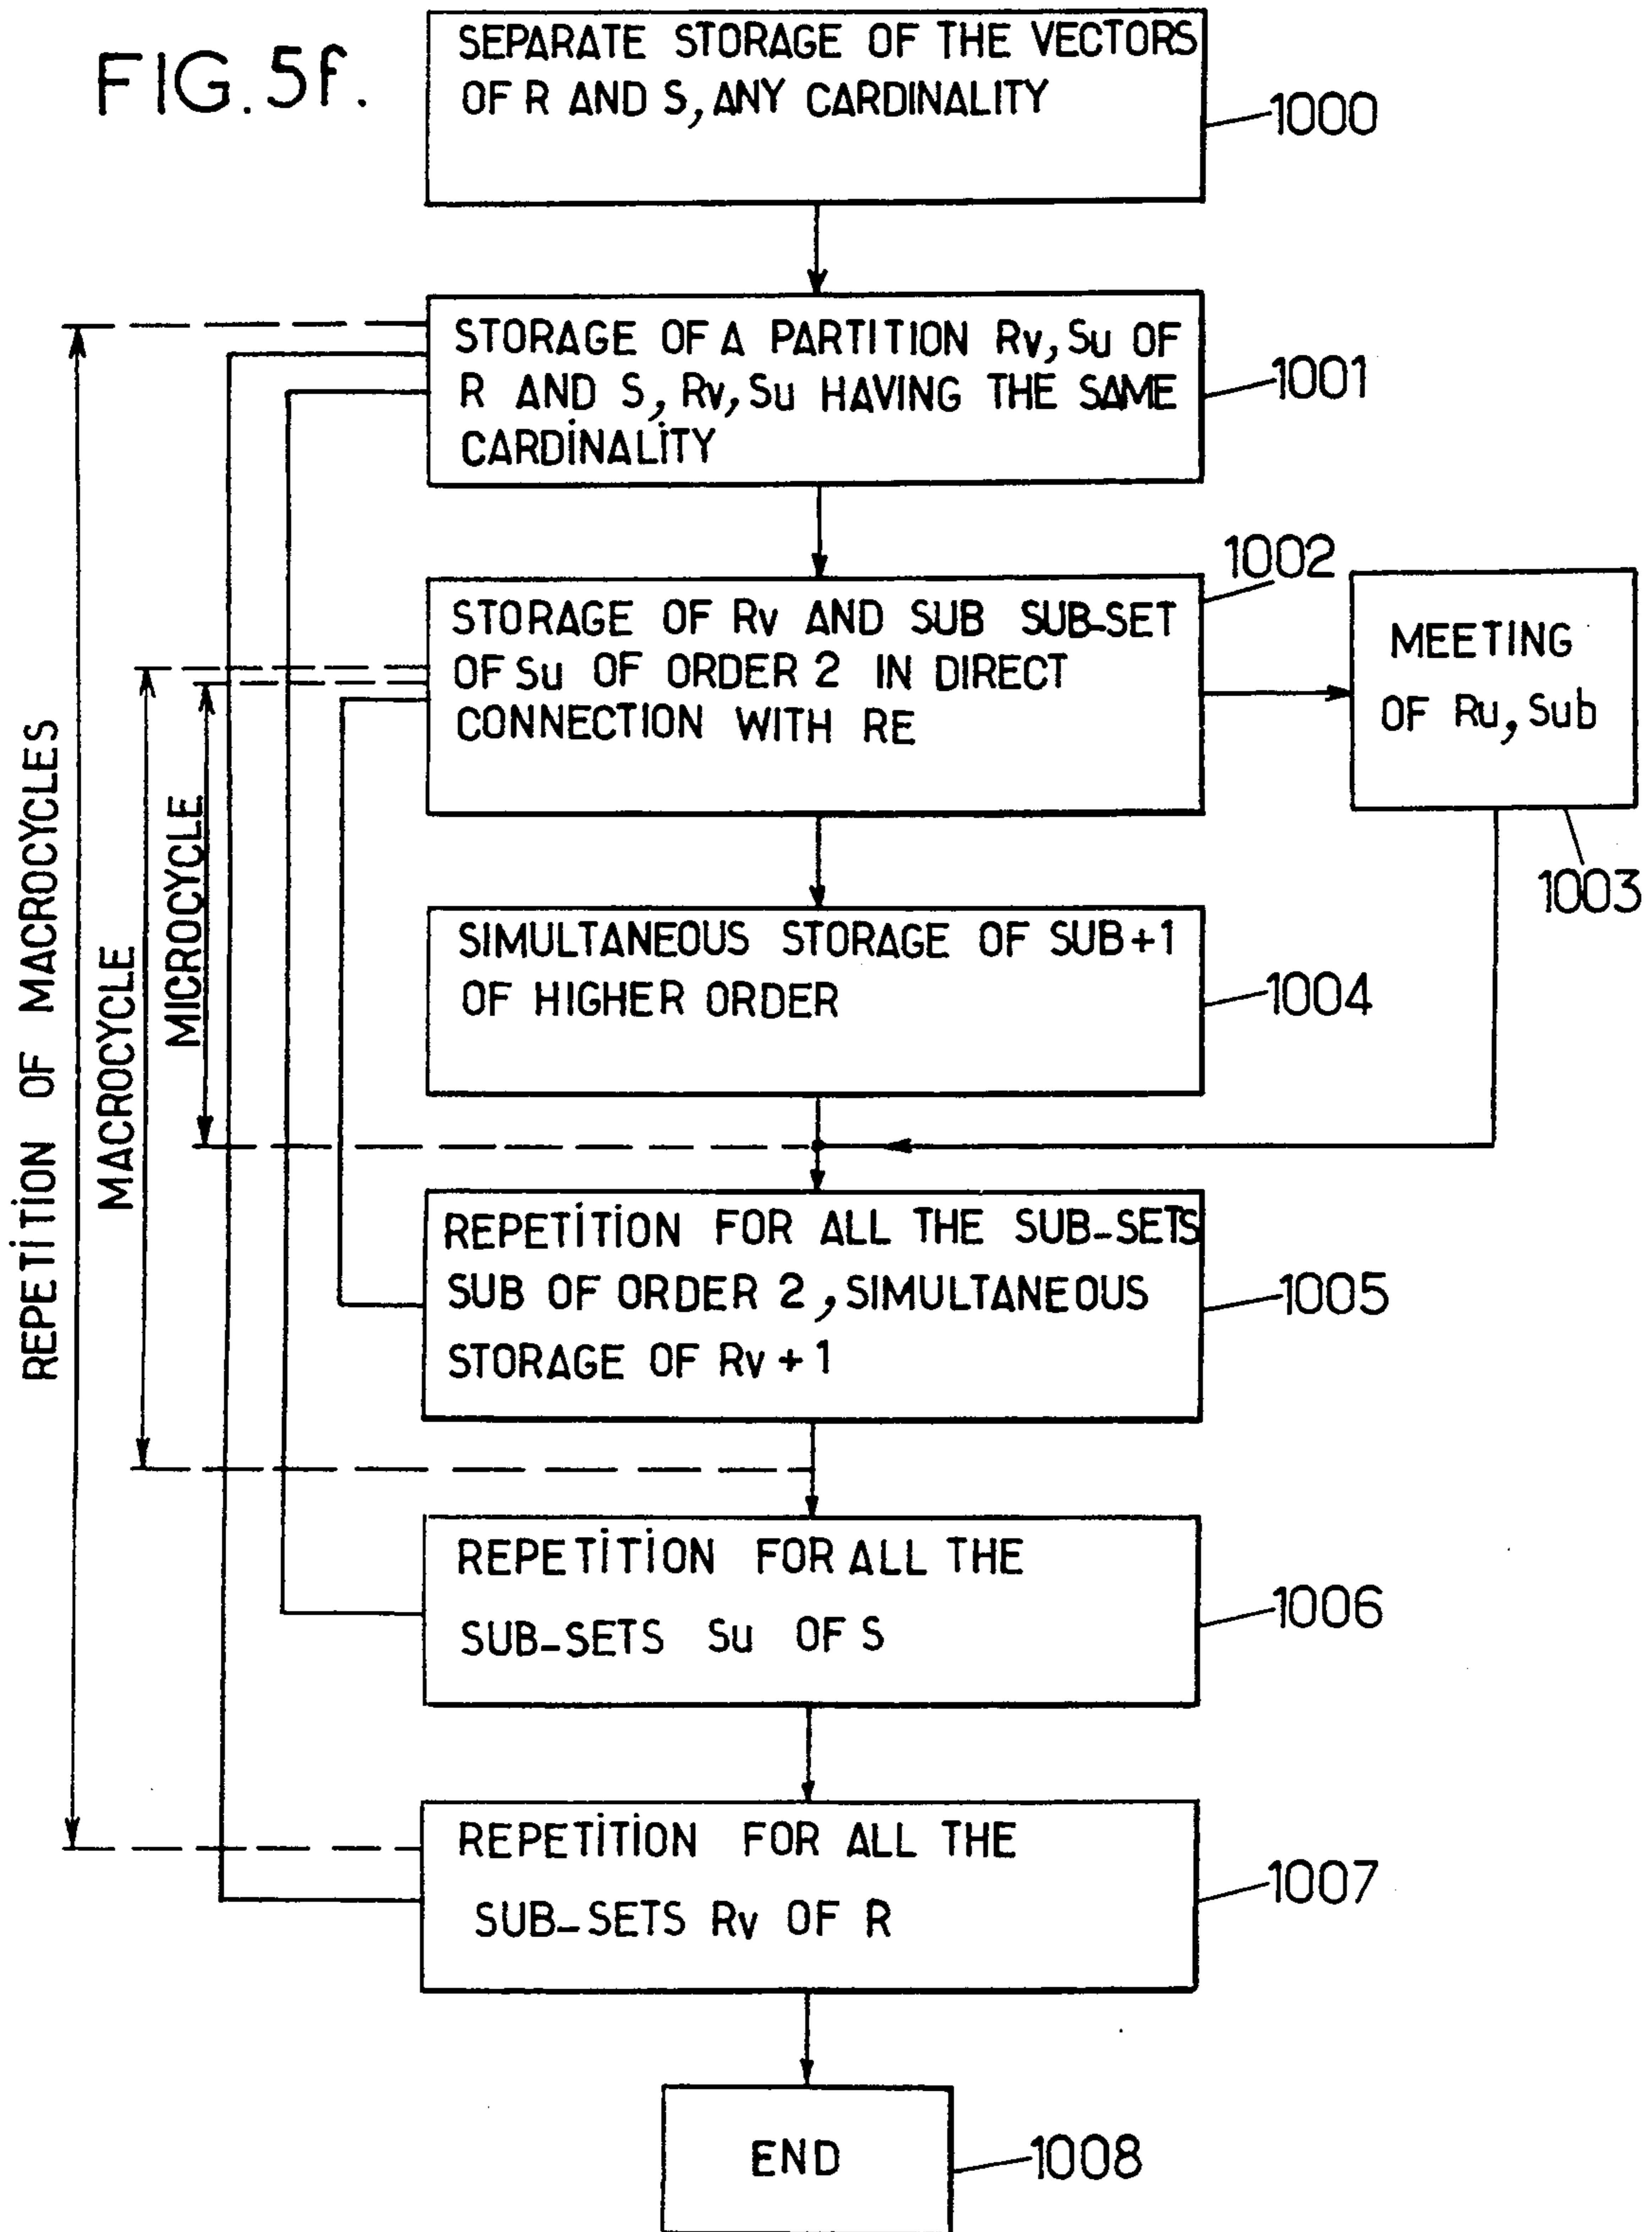 FIG.5f.
SEPARATE STORAGE OF THE VECTORS
OF R AND S, ANY CARDINALITY
1000
STORAGE OF A PARTITION Rv, Su OF
R AND S, Rv, Su HAVING THE SAME
CARDINALITY
1001
1002
STORAGE OF Rv AND SUB SUB-SET
OF Su OF ORDER 2 IN DIRECT
CONNECTION WITH RE
MEETING
OF Ru, Sub
1003
SIMULTANEOUS STORAGE OF SUB+1
OF HIGHER ORDER
1004
REPETITION OF MACROCYCLES
MACROCYCLE
MICROCYCLE
REPETITION FOR ALL THE SUB-SETS
SUB OF ORDER 2, SIMULTANEOUS
STORAGE OF Rv + 1
1005
REPETITION FOR ALL THE
SUB-SETS Su OF S
1006
REPETITION FOR ALL THE
SUB-SETS Rv OF R
1007
END
1008